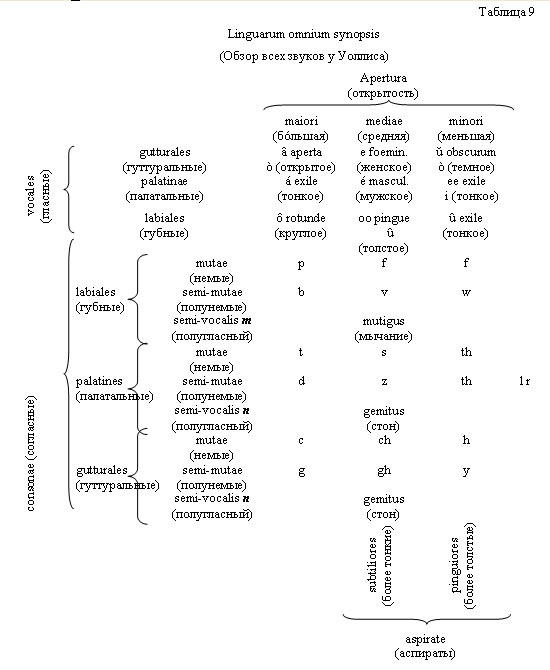 Таблица 9
Linguarum omnium synopsis
(Обзор всех звуков у Уоллиса)
Apertura
(открытость)
maiori mediae minori
(бо́льшая) (средняя) (меньшая)
vocales
(гласные)
gutturales â aperta e foemin. ŭ obscurum
(гуттуральные) ò (открытое) (женское) ò (темное)
palatinae á exile é mascul. ee exile
(палатальные) (тонкое) (мужское) i (тонкое)
labiales ô rotunde oo pingue û exile
(губные) (круглое) û (тонкое)
(толстое)
consonae (согласные)
mutae p f f
(немые)
labiales semi-mutae b v w
(губные) (полунемые)
semi-vocalis m mutigus
(полугласный) (мычание)
mutae t s th
(немые)
palatines semi-mutae d z th l r
(палатальные) (полунемые)
semi-vocalis n gemitus
(полугласный) (стон)
mutae c ch h
(немые)
gutturales semi-mutae g gh y
(гуттуральные) (полунемые)
semi-vocalis n gemitus
(полугласный) (стон)
subtiliores
(более тонкие)
pinguiores
(более толстые)
aspirate
(аспираты)